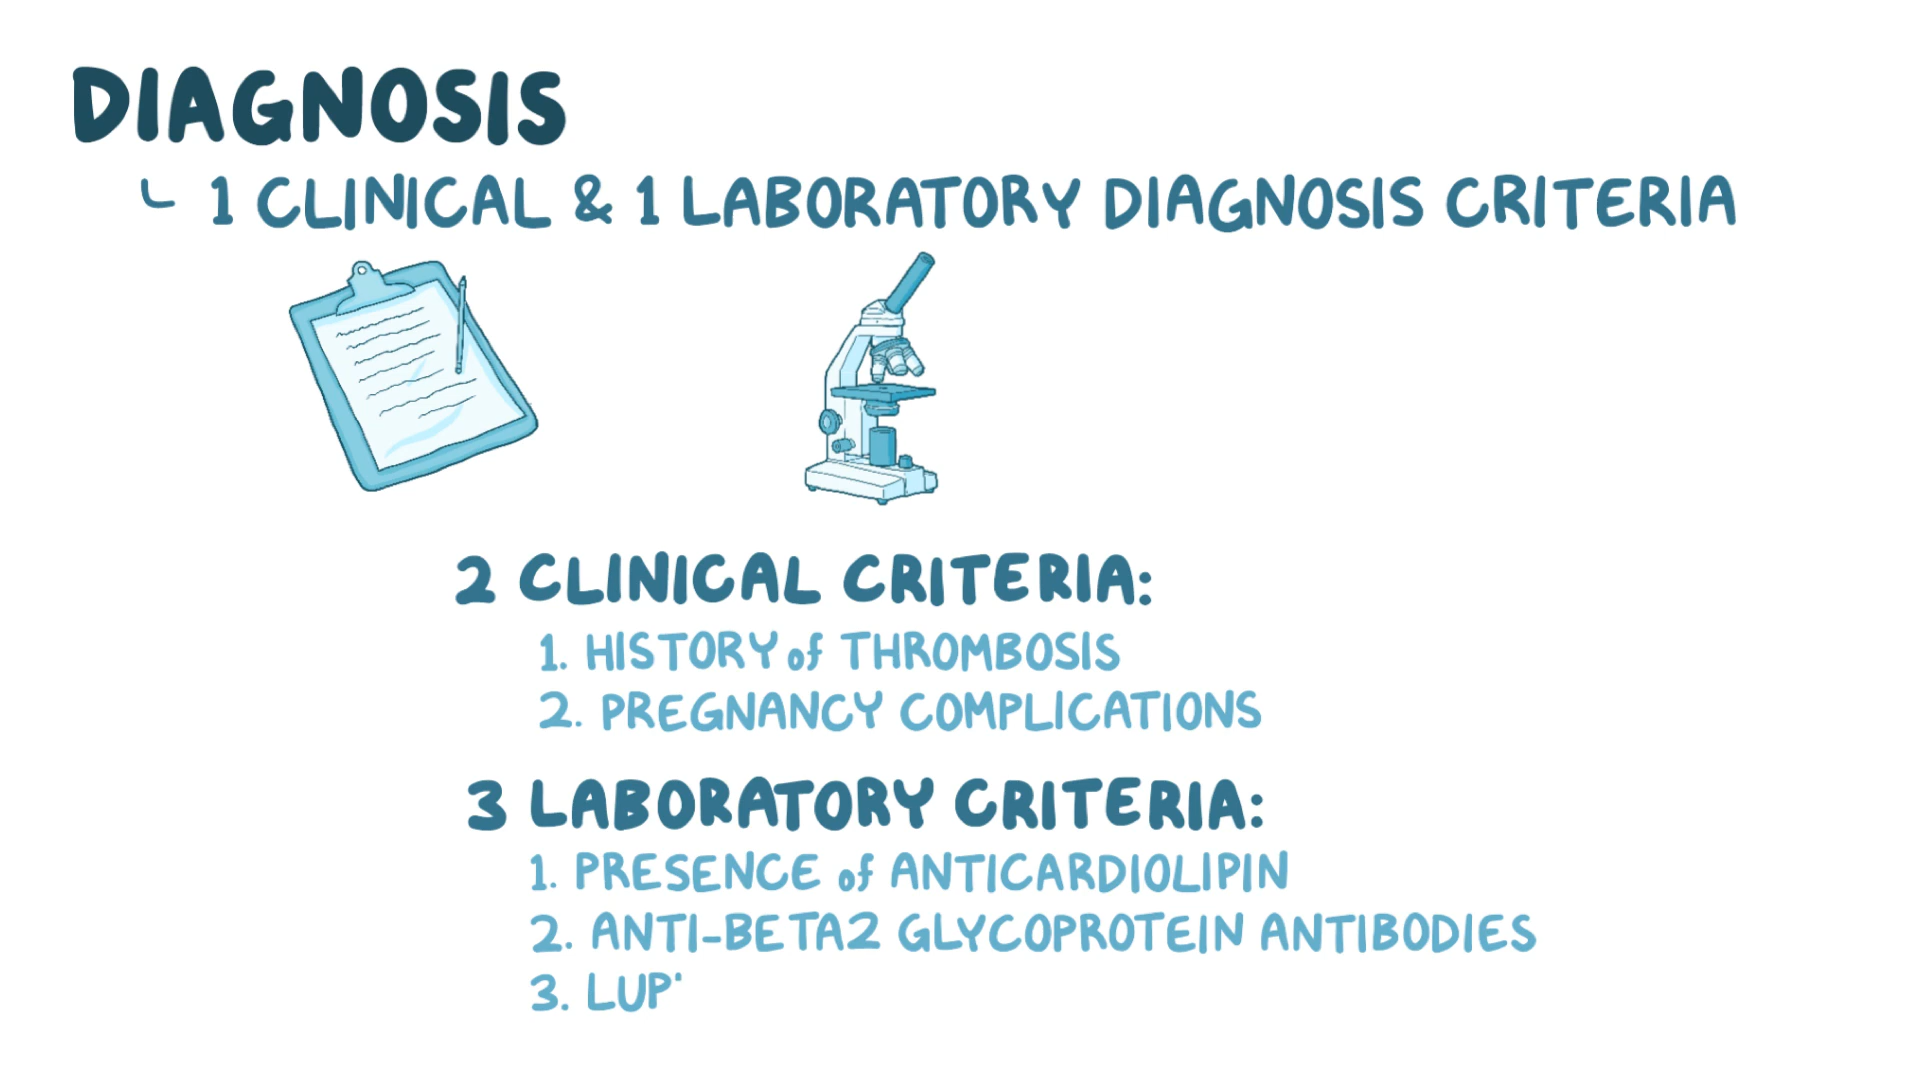 DIAGNOSIS
1 CLINICAL & 1 LABORATORY DIAGNOSIS CRITERIA
2 CLINICAL CRITERIA:
1. HISTORY of THROMBOSIS
2. PREGNANCY COMPLICATIONS
3 LABORATORY CRITERIA:
1. PRESENCE of ANTICARDIOLIPIN
2. ANTI-BETA2 GLYCOPROTEIN ANTIBODIES
3. LUP'